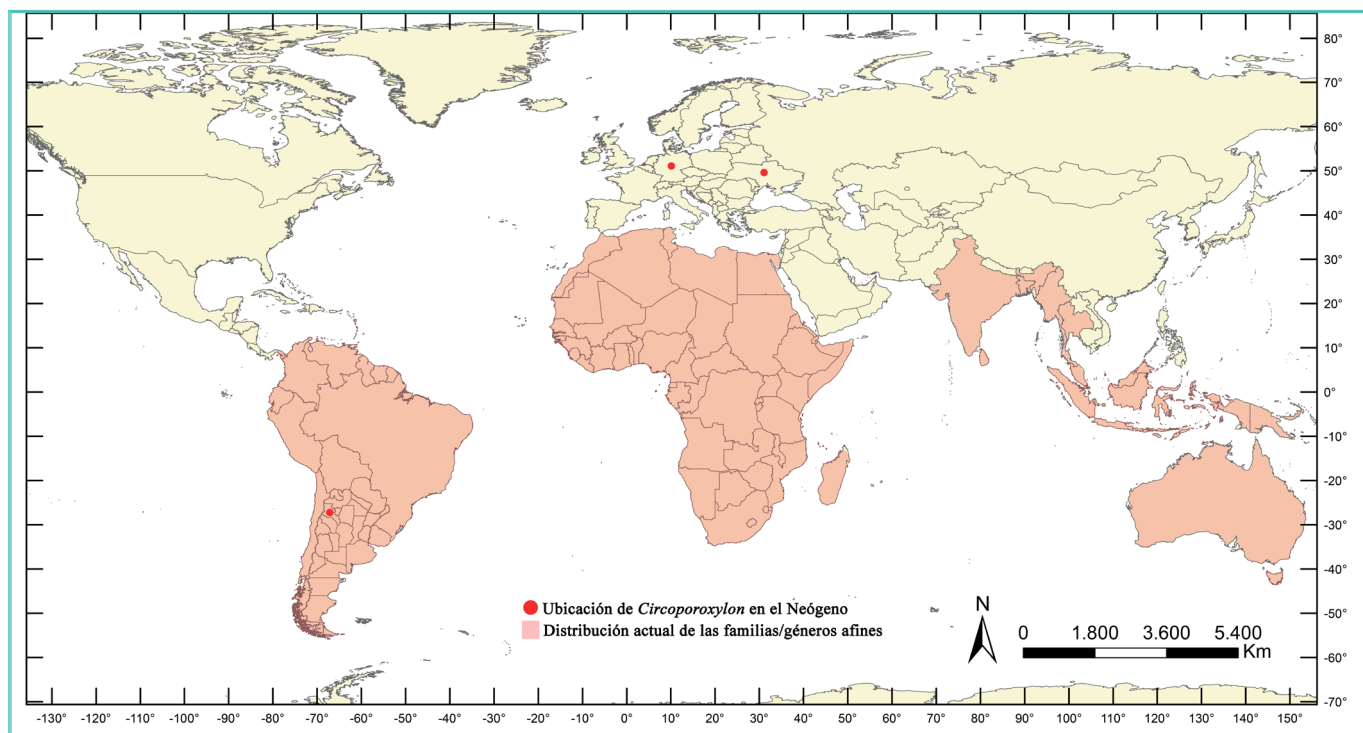 80°
70°
60°
50°
40°
30°
20°
10°
0°
-10°
-20°
-30°
-40°
-50°
-60°
-70°
Ubicación de Circoporoxylon en el Neógeno
Distribución actual de las familias/géneros afines
N
0 1.800 3.600 5.400
Km
-130° -120° -110° -100° -90° -80° -70° -60° -50° -40° -30° -20° -10° 0° 10° 20° 30° 40° 50° 60° 70° 80° 90° 100° 110° 120° 130° 140° 150°